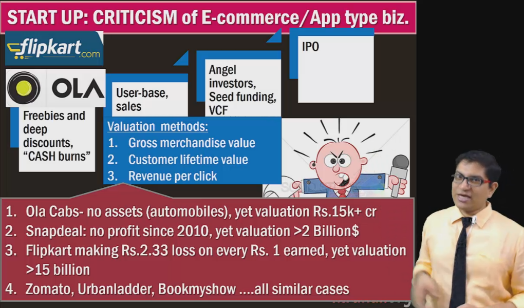 START UP: CRITICISM of E-commerce/App type biz.
flipkart.com
OLA
Freebies and
deep
discounts,
"CASH burns"
User-base,
sales
Angel
investors,
Seed funding,
VCF
IPO
Valuation methods:
1. Gross merchandise value
2. Customer lifetime value
3. Revenue per click
1. Ola Cabs- no assets (automobiles), yet valuation Rs.15k+ cr
2. Snapdeal: no profit since 2010, yet valuation >2 Billion$
3. Flipkart making Rs.2.33 loss on every Rs. 1 earned, yet valuation
>15 billion
4. Zomato, Urbanladder, Bookmyshow ....all similar cases